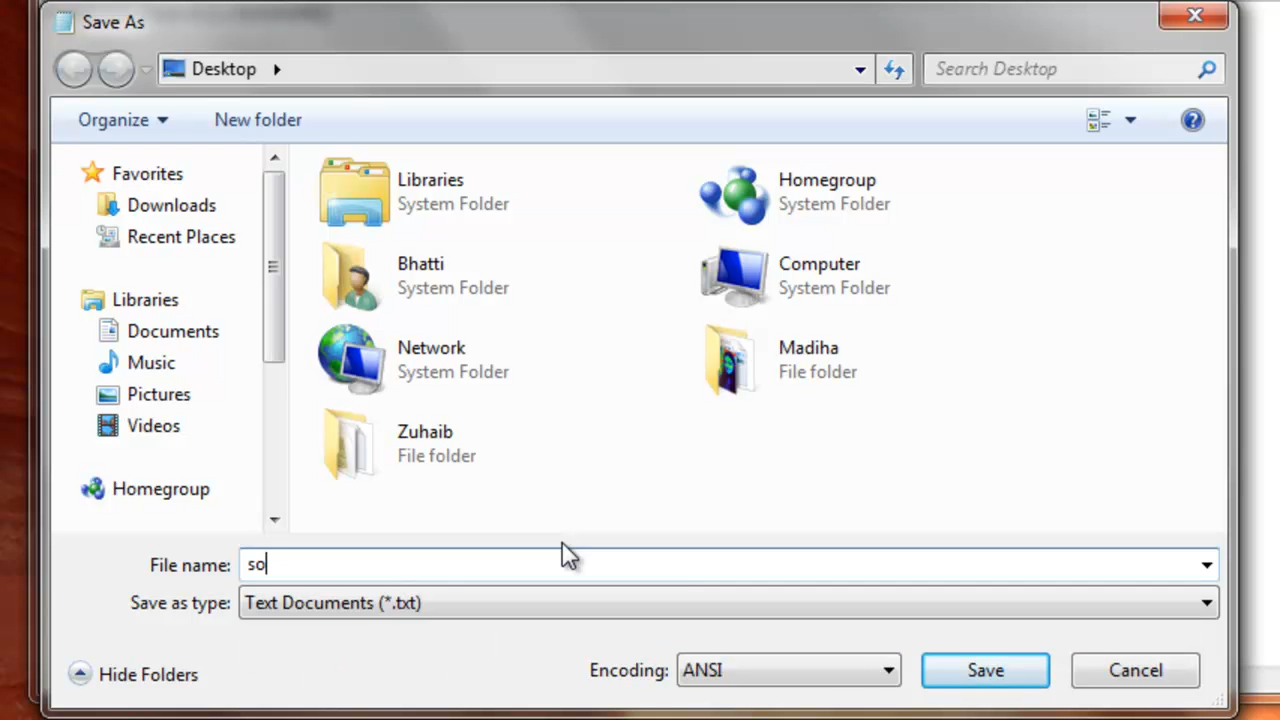 Save As
Desktop
Search Desktop
Organize
New folder
Favorites
Downloads
Recent Places
Libraries
Documents
Music
Pictures
Videos
Homegroup
Libraries
System Folder
Homegroup
System Folder
Bhatti
System Folder
Computer
System Folder
Network
System Folder
Madiha
File folder
Zuhaib
File folder
File name: so
Save as type: Text Documents (*.txt)
Hide Folders
Encoding: ANSI
Save
Cancel